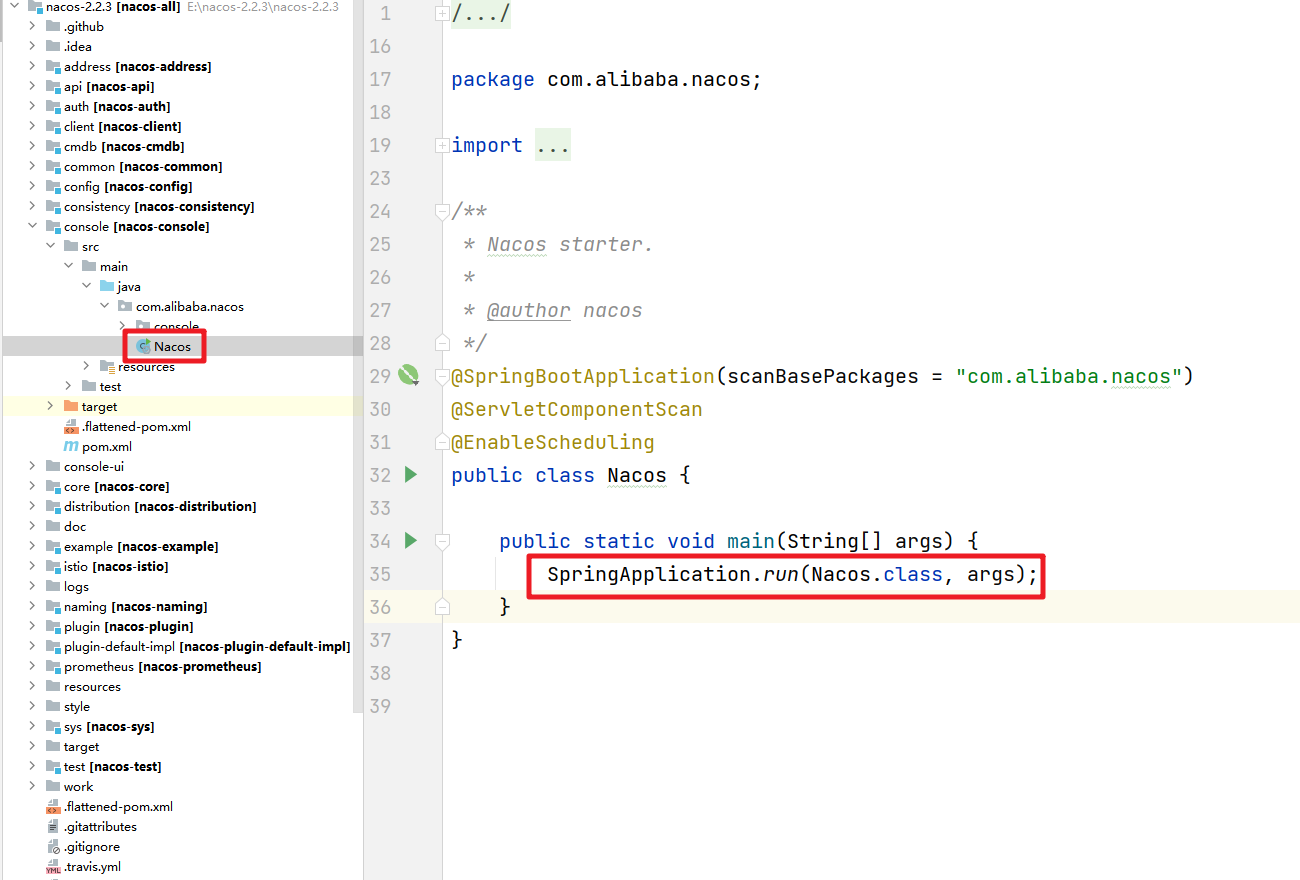 nacos-2.2.3 [nacos-all] E:\nacos-2.2.3\nacos-2.2.3
.github
.idea
address [nacos-address]
api [nacos-api]
auth [nacos-auth]
client [nacos-client]
cmdb [nacos-cmdb]
common [nacos-common]
config [nacos-config]
consistency [nacos-consistency]
console [nacos-console]
src
main
java
com.alibaba.nacos
console
Nacos
resources
test
target
.flattened-pom.xml
pom.xml
console-ui
core [nacos-core]
distribution [nacos-distribution]
doc
example [nacos-example]
istio [nacos-istio]
logs
naming [nacos-naming]
plugin [nacos-plugin]
plugin-default-impl [nacos-plugin-default-impl]
prometheus [nacos-prometheus]
resources
style
sys [nacos-sys]
target
test [nacos-test]
work
.flattened-pom.xml
.gitattributes
.gitignore
.travis.yml
1 /.../
16
17 package com.alibaba.nacos;
18
19 import ...
23
24 /**
25 * Nacos starter.
26 *
27 * @author nacos
28 */
29 @SpringBootApplication(scanBasePackages = "com.alibaba.nacos")
30 @ServletComponentScan
31 @EnableScheduling
32 public class Nacos {
33
34 public static void main(String[] args) {
35 SpringApplication.run(Nacos.class, args);
36 }
37 }
38
39